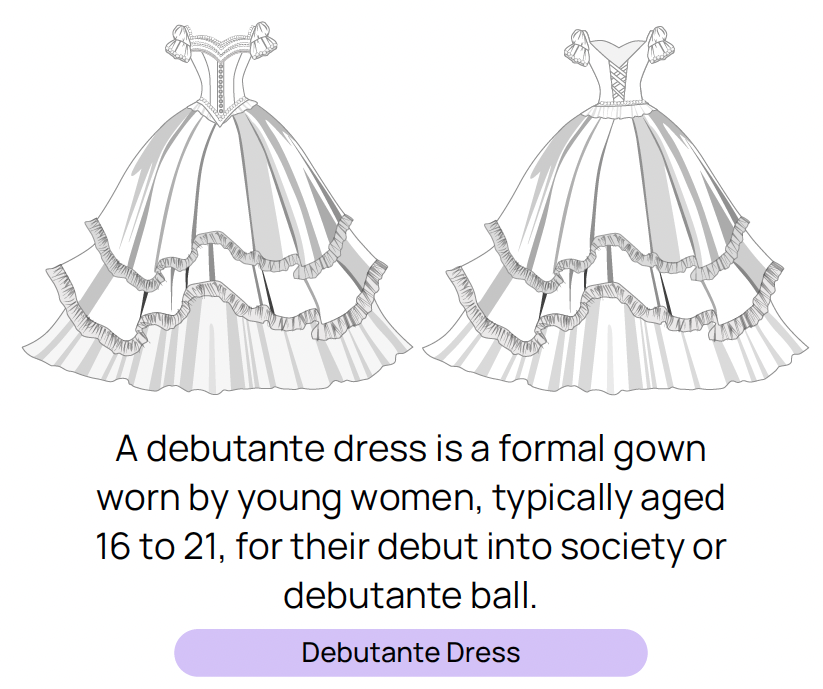 A debutante dress is a formal gown
worn by young women, typically aged
16 to 21, for their debut into society or
debutante ball.
Debutante Dress